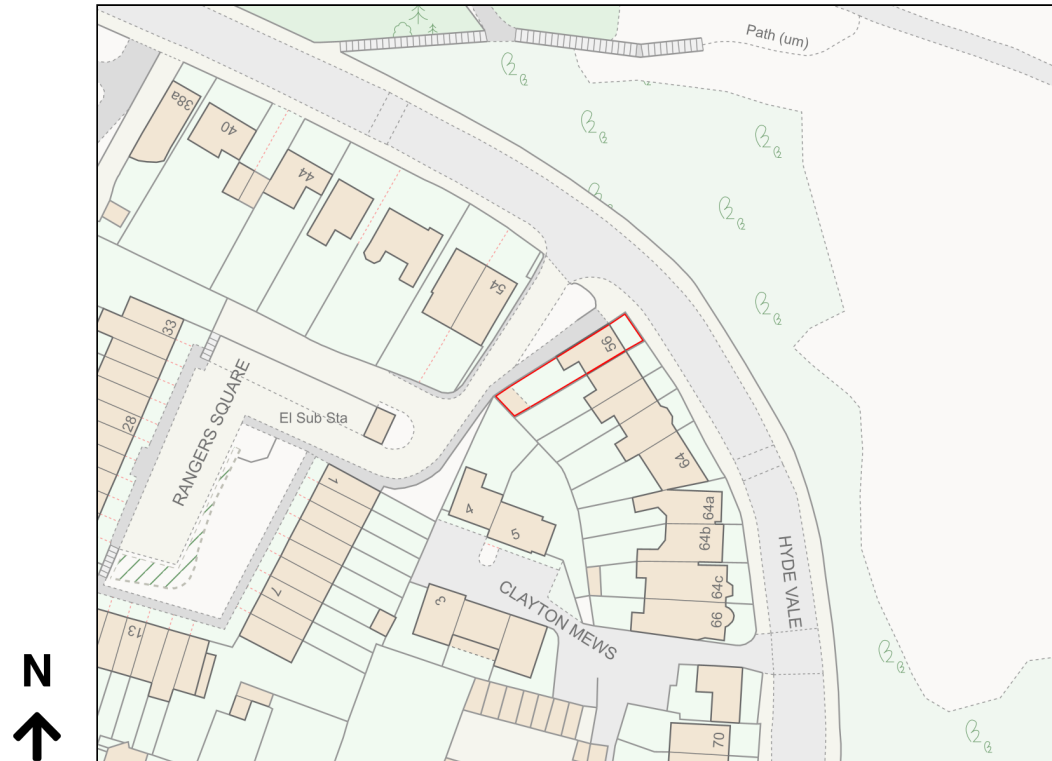 Path (um)
38a
40
44
54
56
33
RANGERS SQUARE
El Sub Sta
28
64
1
4
5
64a
64b
HYDE VALE
7
3
CLAYTON MEWS
64c
66
13
N
70